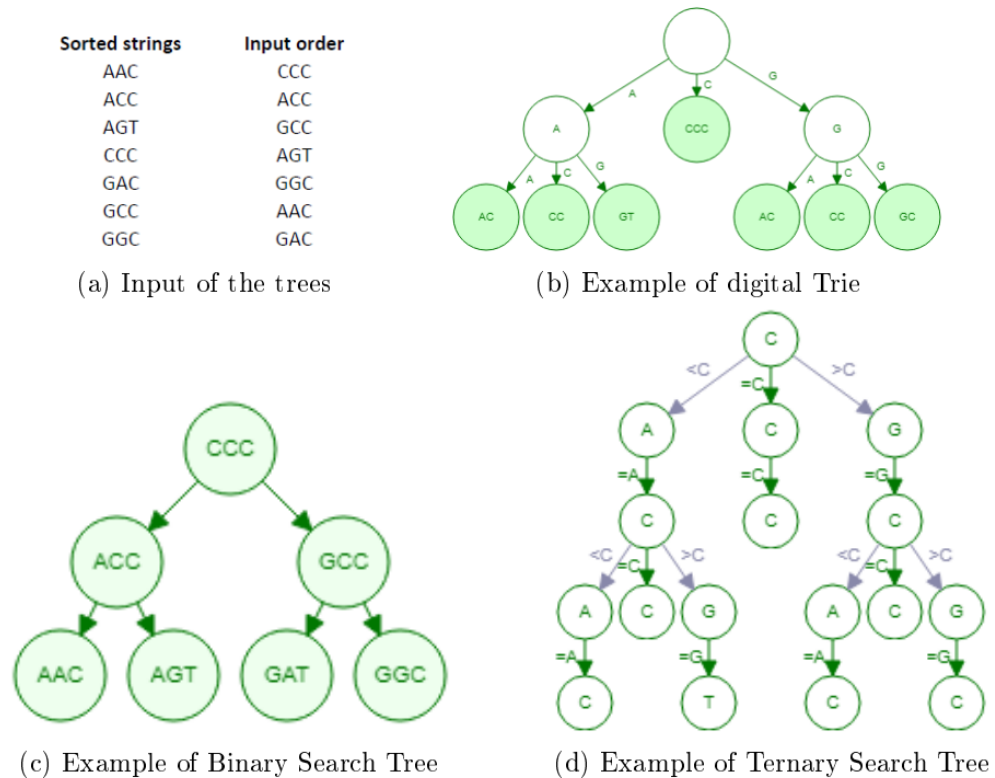 Sorted strings Input order
AAC CCC
ACC ACC
AGT GCC
CCC AGT
GAC GGC
GCC AAC
GGC GAC
(a) Input of the trees
A C G
A CCC G
A C G A C G
AC CC GT AC CC GC
(b) Example of digital Trie
CCC
ACC GCC
AAC AGT GAT GGC
(c) Example of Binary Search Tree
C
<C =C >C
A C G
=A =C =G
C C C
<C =C >C <C =C >C
A C G A C G
=A =G =A =G
C T C C
(d) Example of Ternary Search Tree